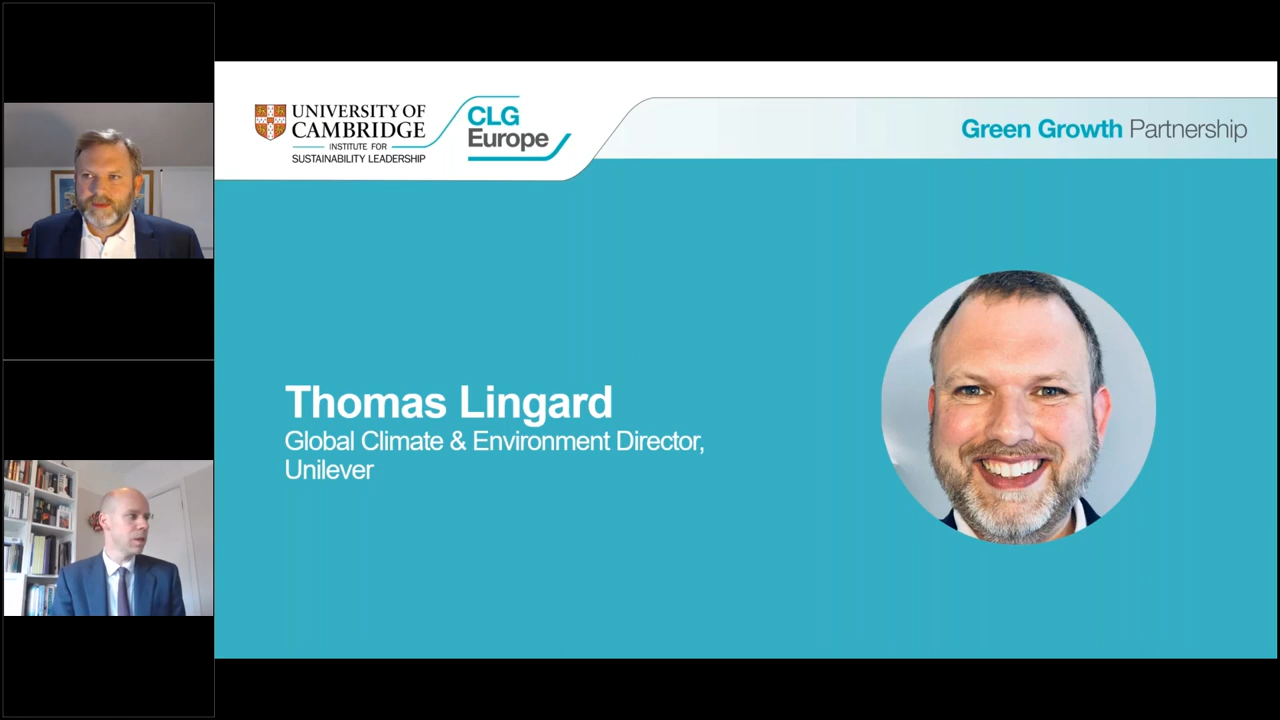 UNIVERSITY OF
CAMBRIDGE
INSTITUTE FOR
SUSTAINABILITY LEADERSHIP
CLG
Europe
Green Growth Partnership
Thomas Lingard
Global Climate & Environment Director,
Unilever